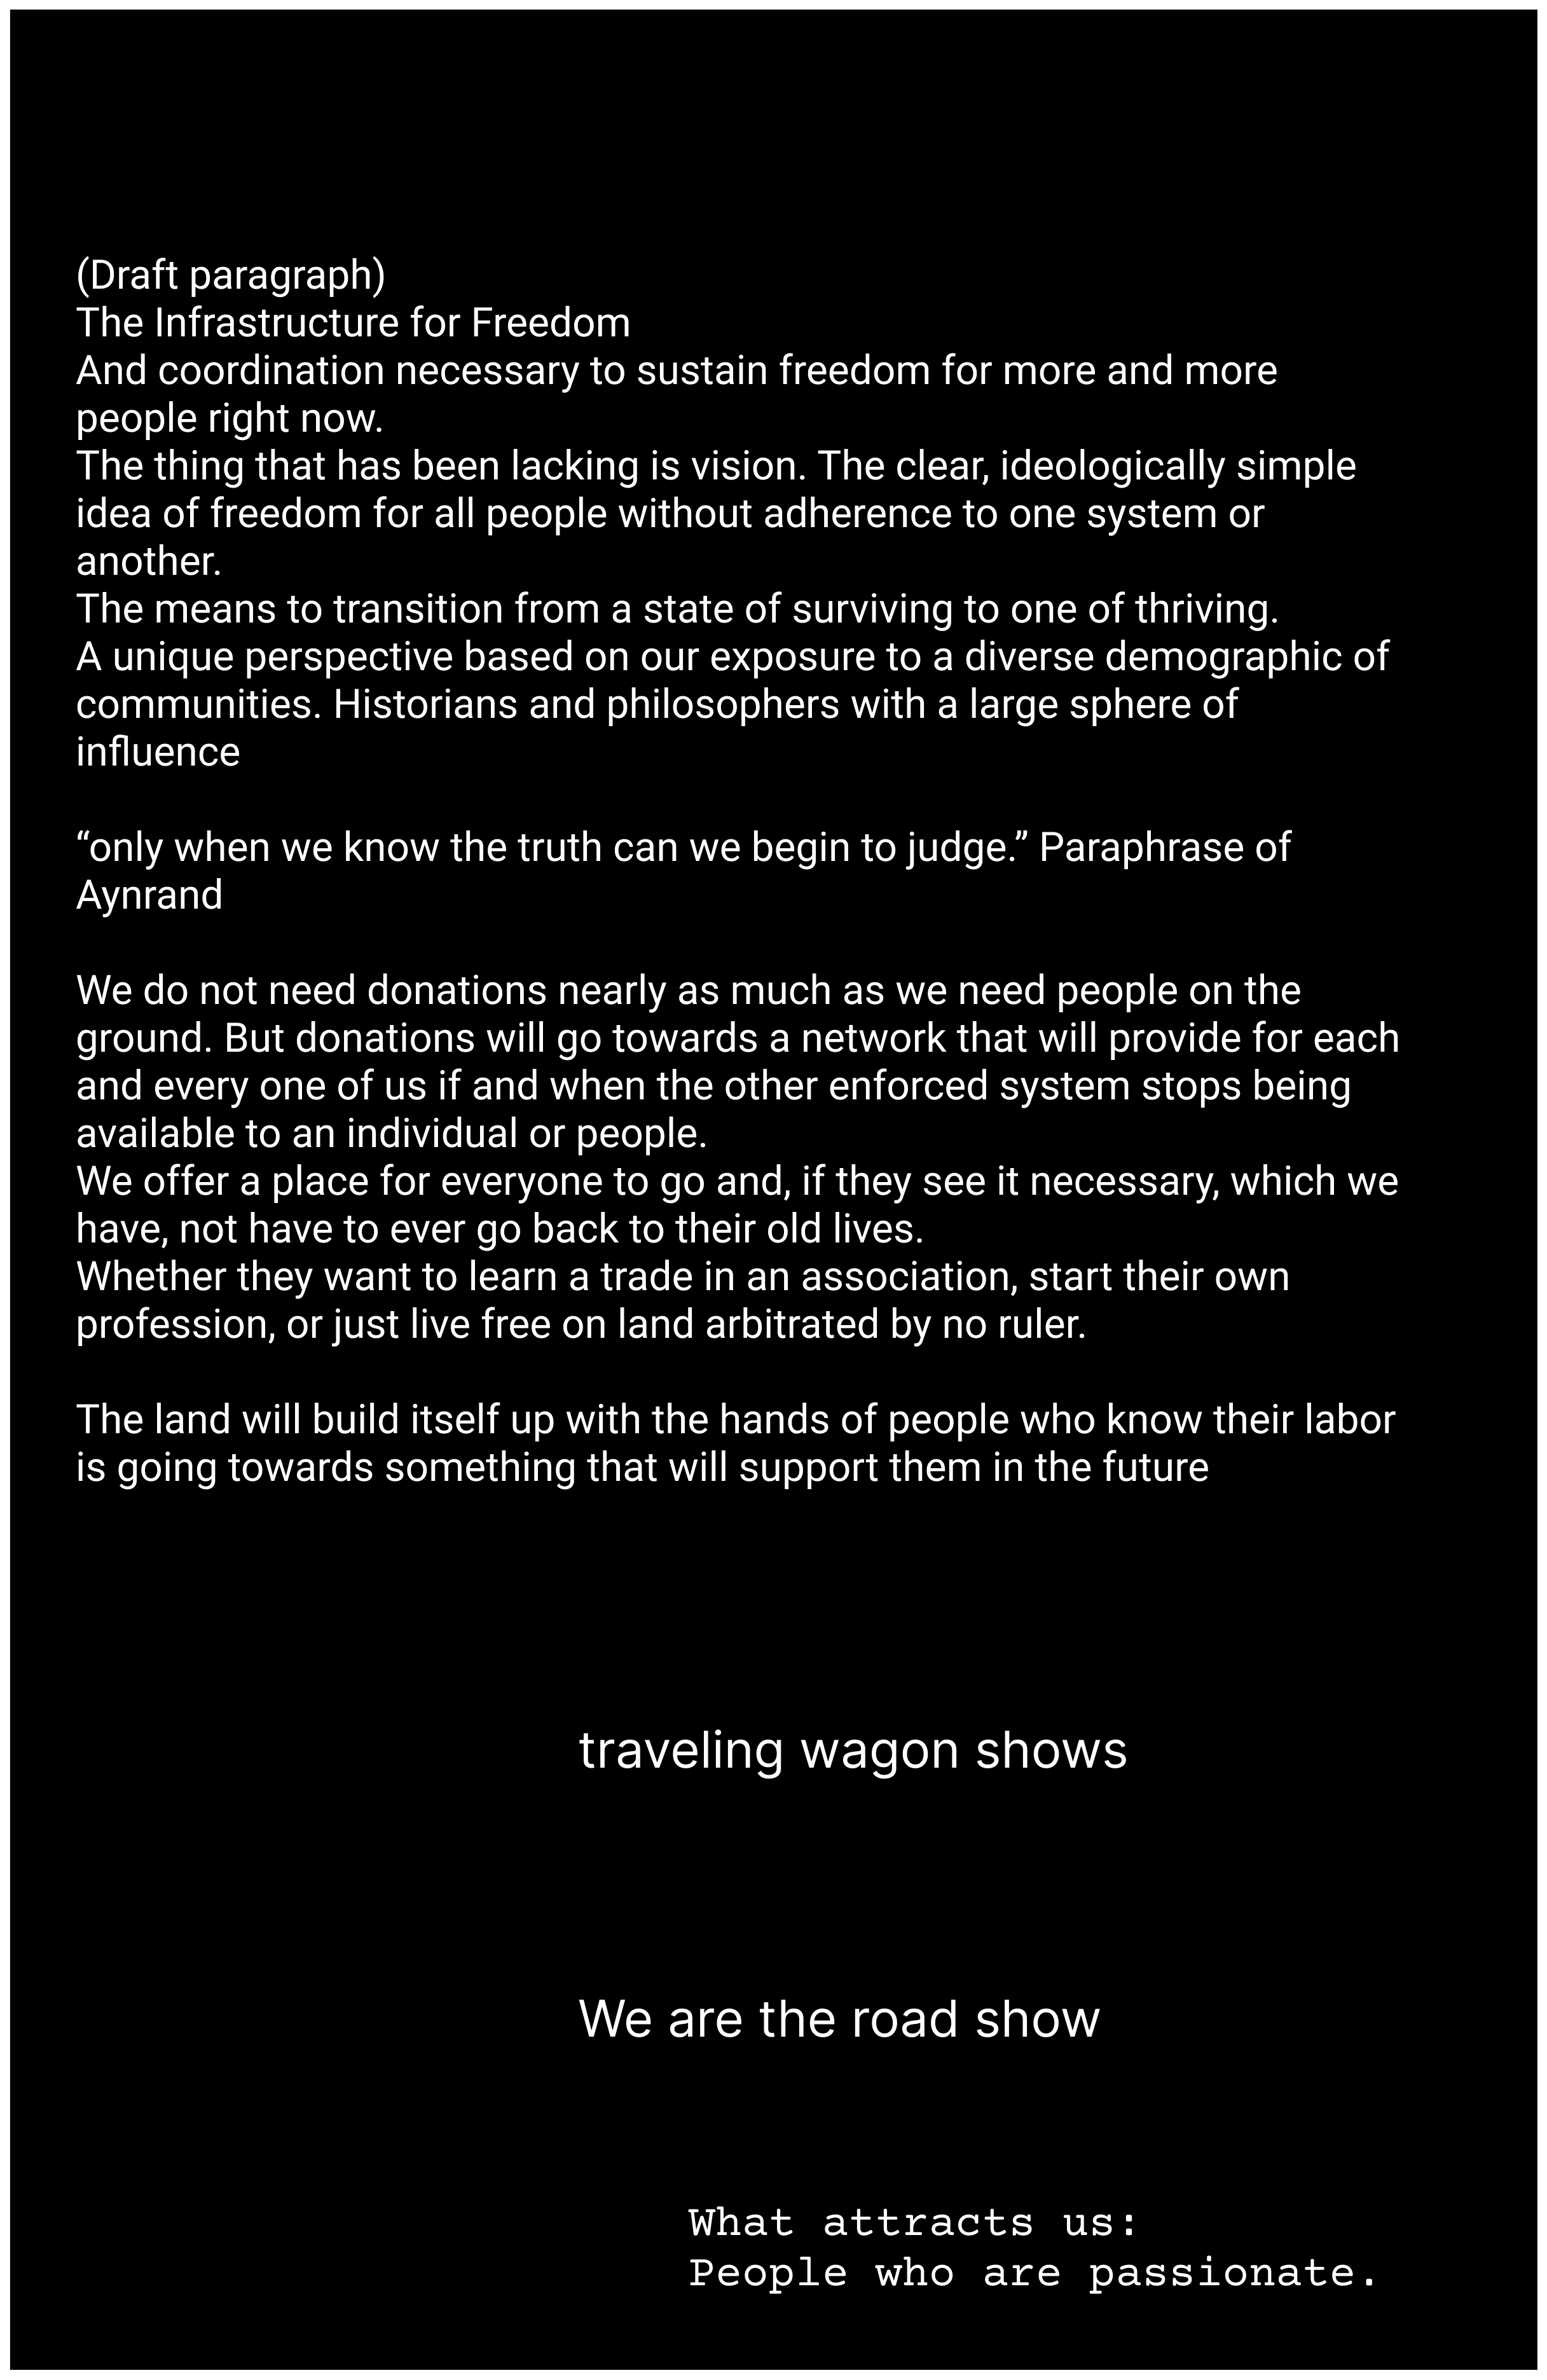 (Draft paragraph)
The Infrastructure for Freedom
And coordination necessary to sustain freedom for more and more
people right now.
The thing that has been lacking is vision. The clear, ideologically simple
idea of freedom for all people without adherence to one system or
another.
The means to transition from a state of surviving to one of thriving.
A unique perspective based on our exposure to a diverse demographic of
communities. Historians and philosophers with a large sphere of
influence
“only when we know the truth can we begin to judge.” Paraphrase of
Aynrand
We do not need donations nearly as much as we need people on the
ground. But donations will go towards a network that will provide for each
and every one of us if and when the other enforced system stops being
available to an individual or people.
We offer a place for everyone to go and, if they see it necessary, which we
have, not have to ever go back to their old lives.
Whether they want to learn a trade in an association, start their own
profession, or just live free on land arbitrated by no ruler.
The land will build itself up with the hands of people who know their labor
is going towards something that will support them in the future
traveling wagon shows
We are the road show
What attracts us:
People who are passionate.